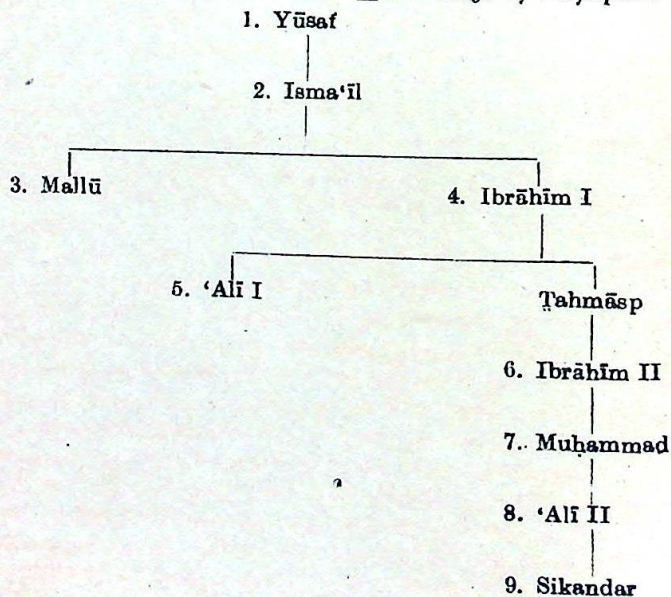 1. Yūsaf
2. Isma‘īl
3. Mallū
4. Ibrāhīm I
5. ‘Alī I
Ṭahmāsp
6. Ibrāhīm II
7. Muḥammad
8. ‘Alī II
9. Sikandar